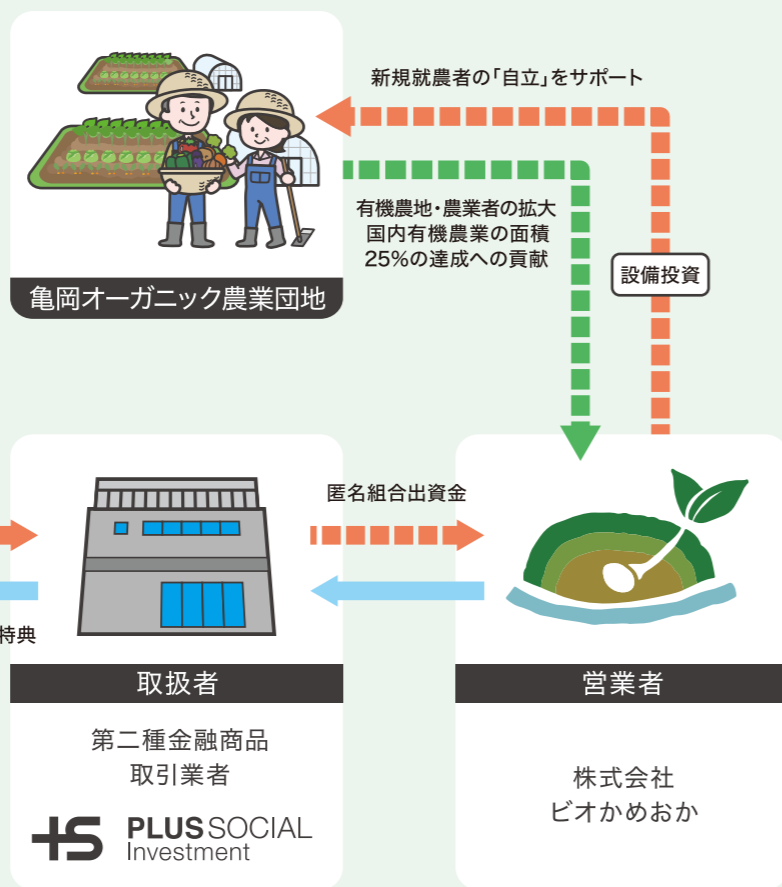 新規就農者の「自立」をサポート
有機農地・農業者の拡大
国内有機農業の面積
25%の達成への貢献
設備投資
亀岡オーガニック農業団地
匿名組合出資金
特典
取扱者
第二種金融商品
取引業者
PLUS SOCIAL
Investment
営業者
株式会社
ビオかめおか